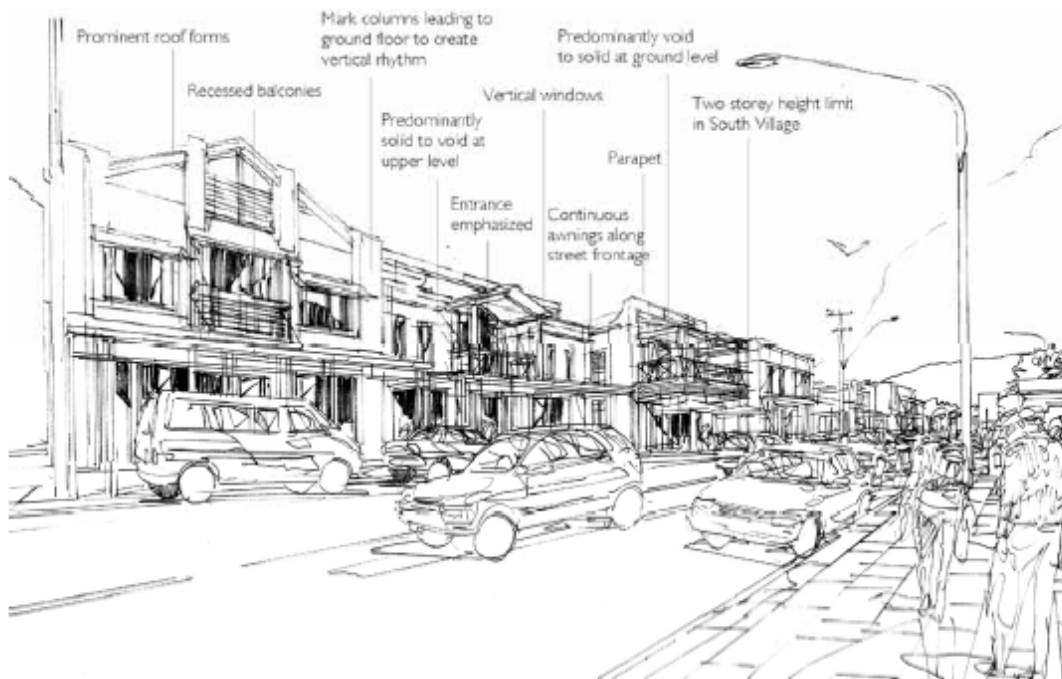 Prominent roof forms
Recessed balconies
Mark columns leading to
ground floor to create
vertical rhythm
Predominantly
solid to void at
upper level
Entrance
emphasized
Vertical windows
Continuous
awnings along
street frontage
Predominantly void
to solid at ground level
Parapet
Two storey height limit
in South Village